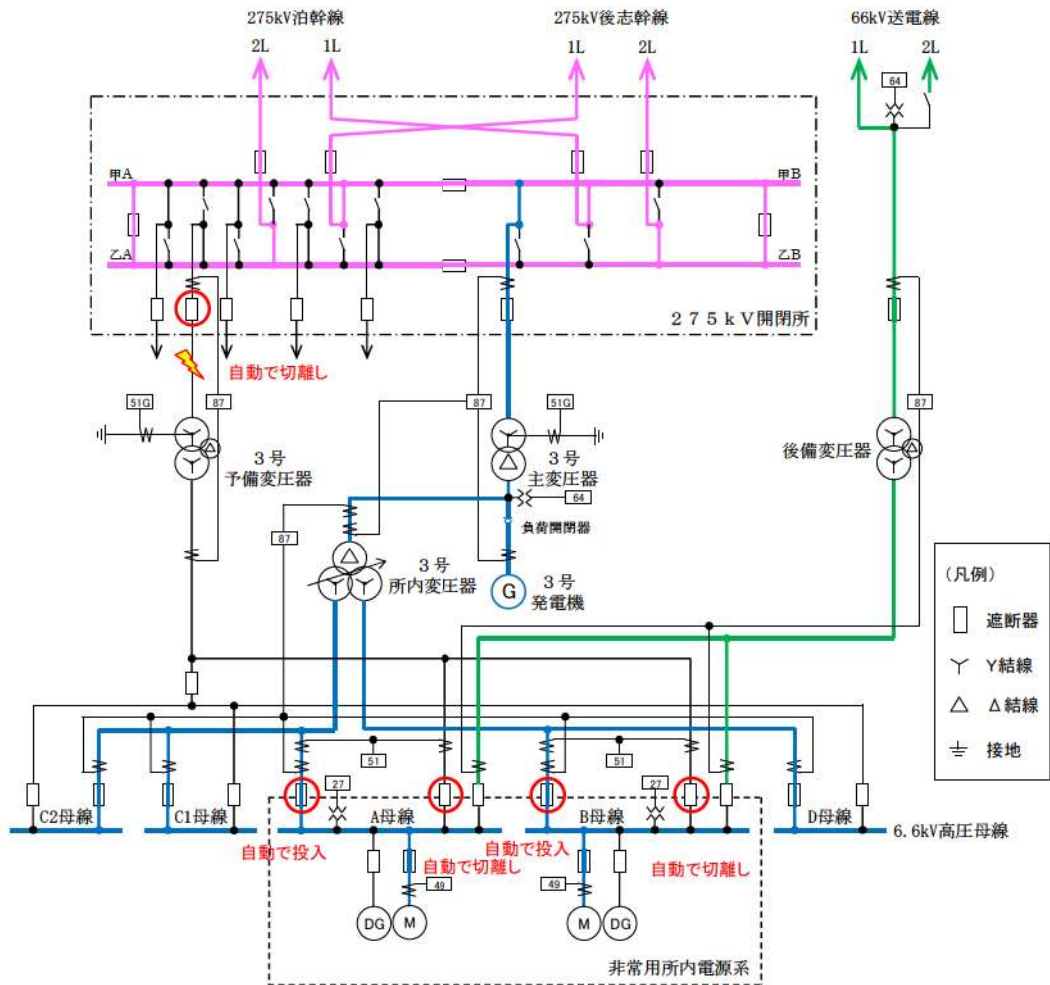 275kV泊幹線
275kV後志幹線
66kV送電線
2L
1L
1L
2L
1L
2L
64
甲A
甲B
乙A
乙B
275kV開閉所
自動で切離し
51G
87
87
51G
87
3号
予備変圧器
3号
主変圧器
後備変圧器
64
87
負荷開閉器
3号
所内変圧器
G
3号
発電機
(凡例)
遮断器
Y結線
Δ結線
接地
51
51
27
27
C2母線
C1母線
A母線
B母線
D母線
6.6kV高圧母線
自動で投入
自動で切離し
自動で投入
自動で切離し
49
49
DG
M
M
DG
非常用所内電源系